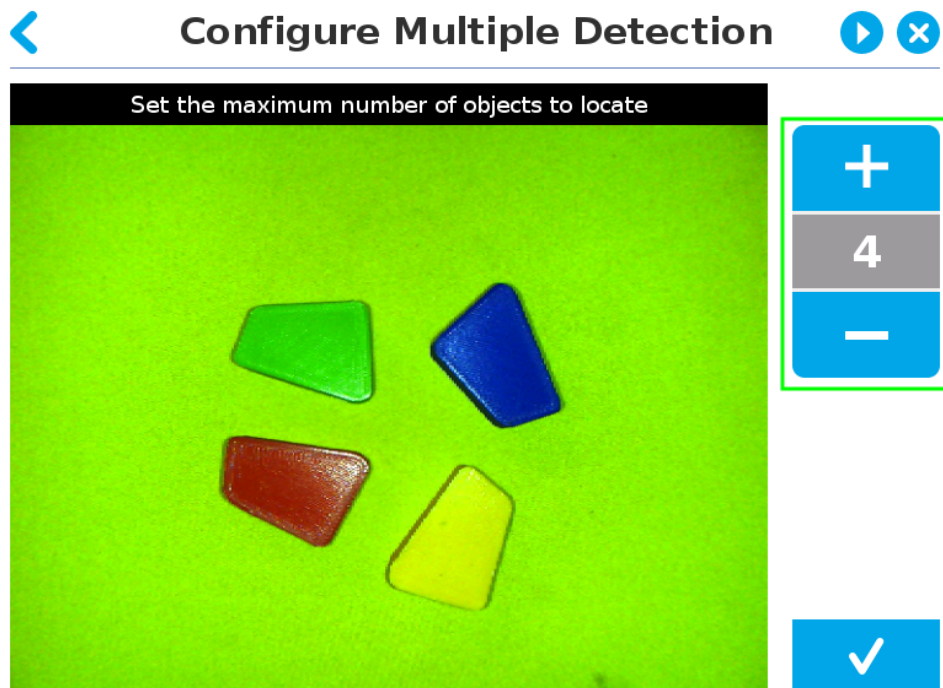 Configure Multiple Detection
Set the maximum number of objects to locate
+
4
−